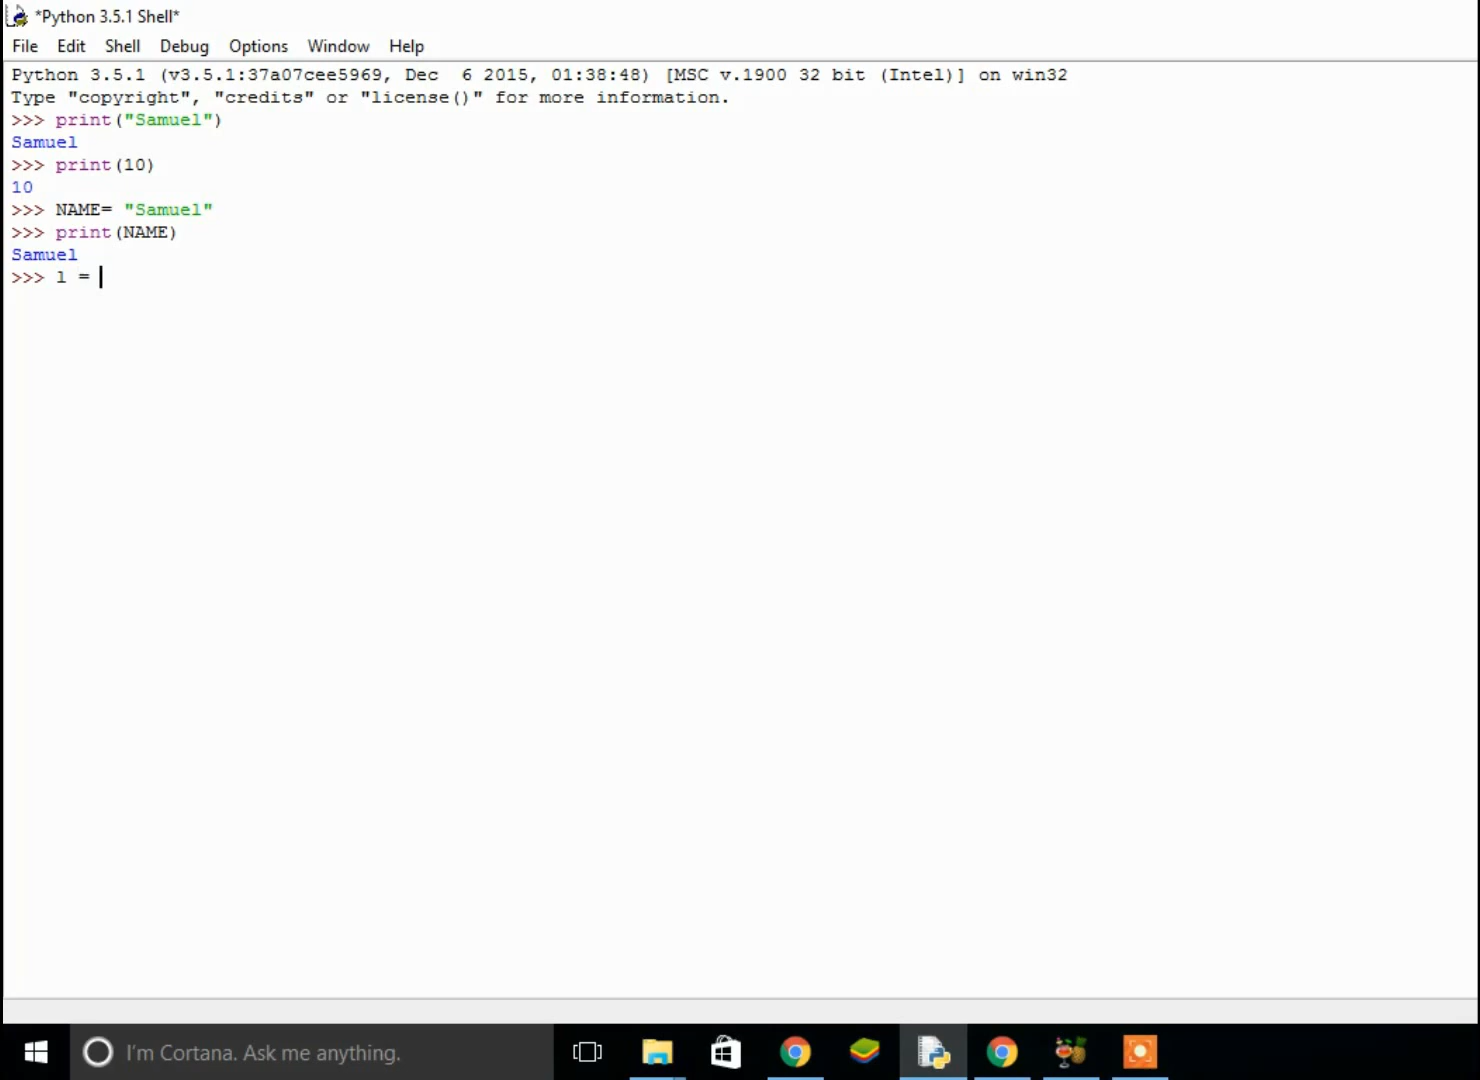 *Python 3.5.1 Shell*
File Edit Shell Debug Options Window Help
Python 3.5.1 (v3.5.1:37a07cee5969, Dec  6 2015, 01:38:48) [MSC v.1900 32 bit (Intel)] on win32
Type "copyright", "credits" or "license()" for more information.
>>> print("Samuel")
Samuel
>>> print(10)
10
>>> NAME= "Samuel"
>>> print(NAME)
Samuel
>>> l =
I'm Cortana. Ask me anything.